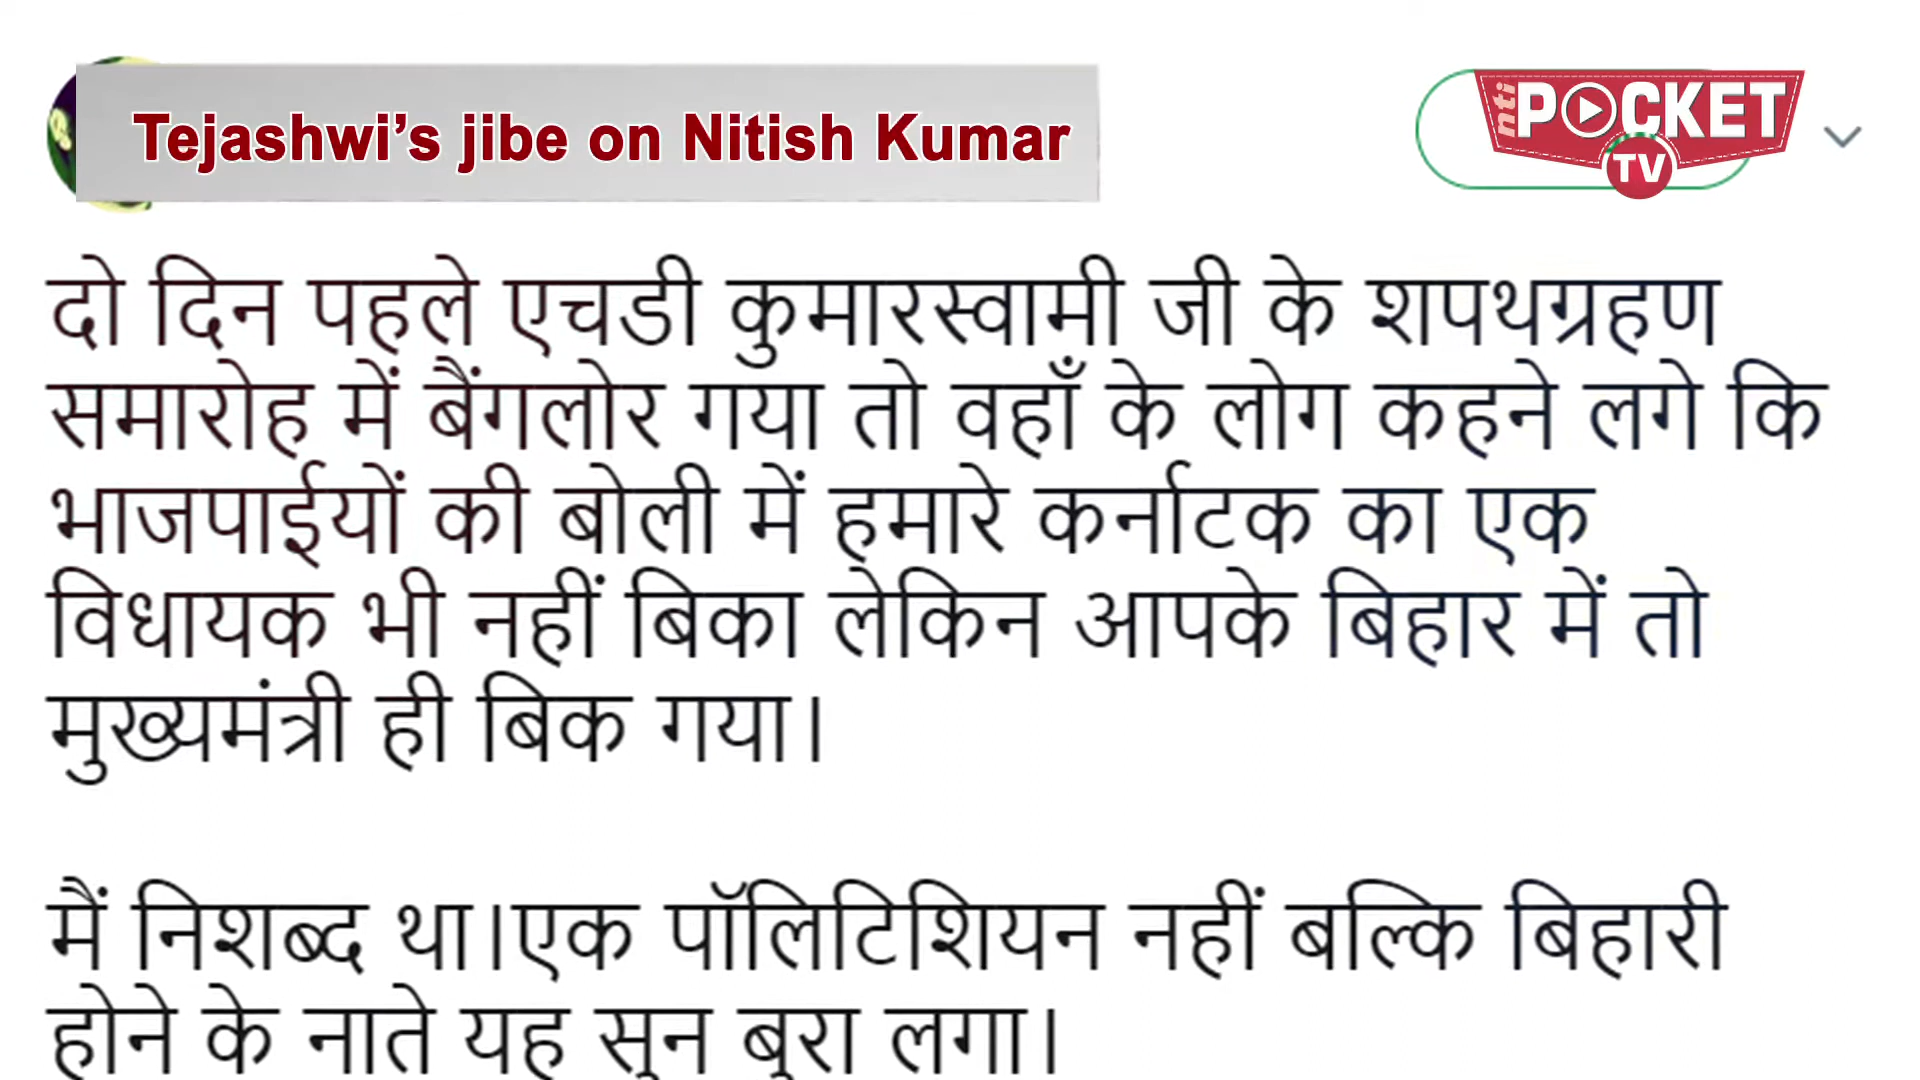 Tejashwi's jibe on Nitish Kumar
nti POCKET
TV
दो दिन पहले एचडी कुमारस्वामी जी के शपथग्रहण
समारोह में बैंगलोर गया तो वहाँ के लोग कहने लगे कि
भाजपाईयों की बोली में हमारे कर्नाटक का एक
विधायक भी नहीं बिका लेकिन आपके बिहार में तो
मुख्यमंत्री ही बिक गया।
मैं निशब्द था।एक पॉलिटिशियन नहीं बल्कि बिहारी
होने के नाते यह सुन बुरा लगा।